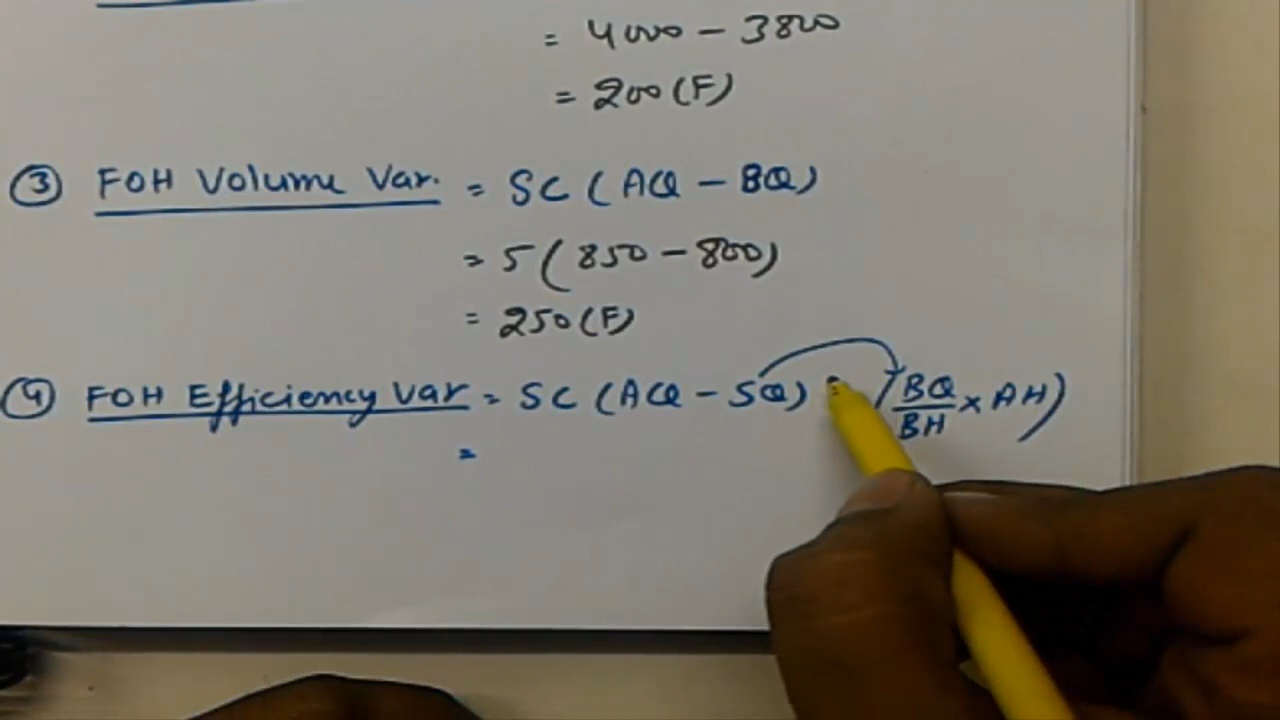 = 4000 - 3800
= 200 (F)
③ FOH Volume Var. = SC (AQ - BQ)
= 5 (850 - 800)
= 250 (F)
④ FOH Efficiency Var = SC (AQ - SQ) (BQ/BH × AH)
=